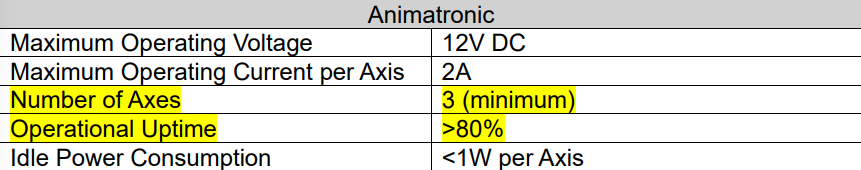 Animatronic
Maximum Operating Voltage 12V DC
Maximum Operating Current per Axis 2A
Number of Axes 3 (minimum)
Operational Uptime >80%
Idle Power Consumption <1W per Axis